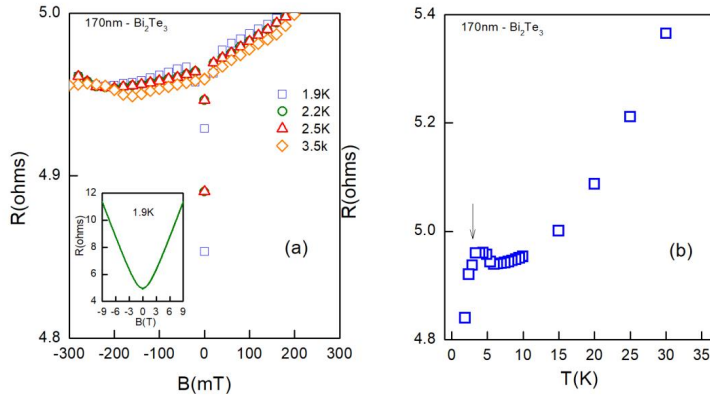 170nm - Bi₂Te₃
5.0
4.9
4.8
R(ohms)
1.9K
2.2K
2.5K
3.5k
(a)
12
10
8
6
4
R(ohms)
1.9K
-9 -6 -3 0 3 6 9
B(T)
-300 -200 -100 0 100 200 300
B(mT)
170nm - Bi₂Te₃
5.4
5.2
5.0
4.8
R(ohms)
(b)
0 5 10 15 20 25 30 35
T(K)